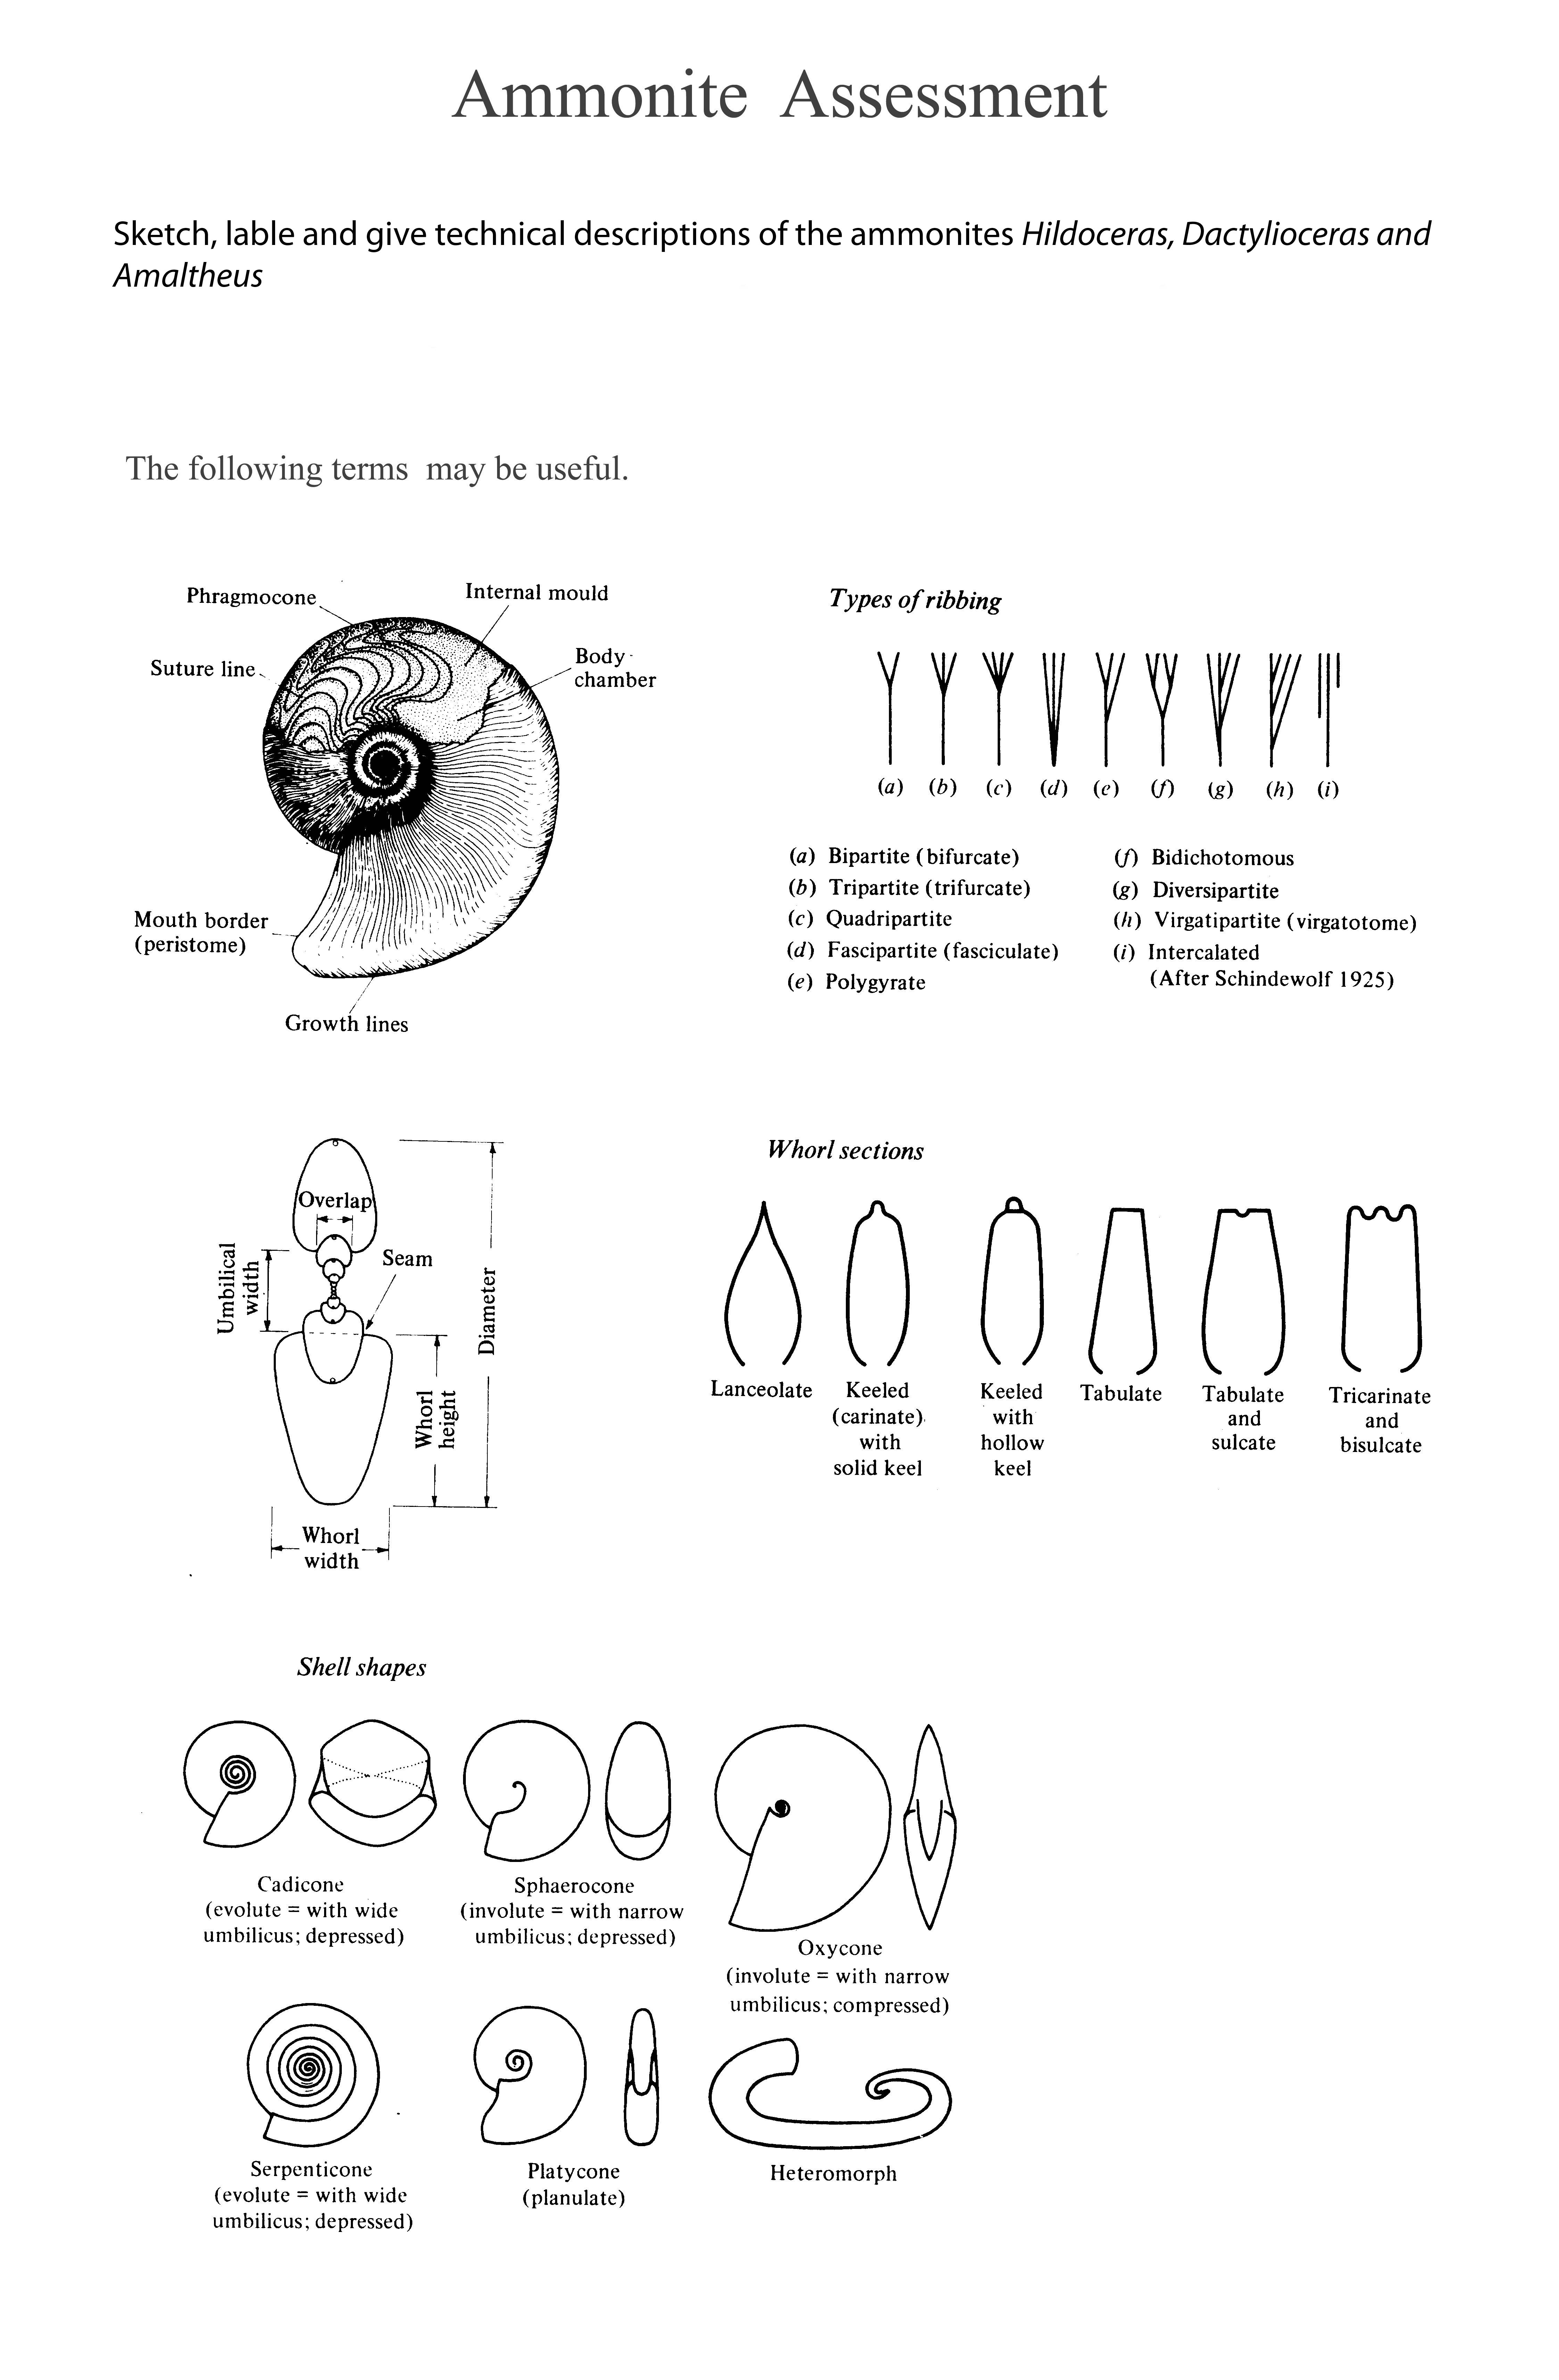 Ammonite Assessment
Sketch, lable and give technical descriptions of the ammonites Hildoceras, Dactylioceras and
Amaltheus
The following terms may be useful.
Phragmocone
Internal mould
Suture line
Body
chamber
Mouth border
(peristome)
Growth lines
Types of ribbing
(a) (b) (c) (d) (e) (f) (g) (h) (i)
(a) Bipartite (bifurcate)
(b) Tripartite (trifurcate)
(c) Quadripartite
(d) Fascipartite (fasciculate)
(e) Polygyrate
(f) Bidichotomous
(g) Diversipartite
(h) Virgatipartite (virgatotome)
(i) Intercalated
(After Schindewolf 1925)
Overlap
Seam
Umbilical
width
Diameter
Whorl
height
Whorl
width
Whorl sections
Lanceolate
Keeled
(carinate)
with
solid keel
Keeled
with
hollow
keel
Tabulate
Tabulate
and
sulcate
Tricarinate
and
bisulcate
Shell shapes
Cadicone
(evolute = with wide
umbilicus; depressed)
Sphaerocone
(involute = with narrow
umbilicus; depressed)
Oxycone
(involute = with narrow
umbilicus; compressed)
Serpenticone
(evolute = with wide
umbilicus; depressed)
Platycone
(planulate)
Heteromorph